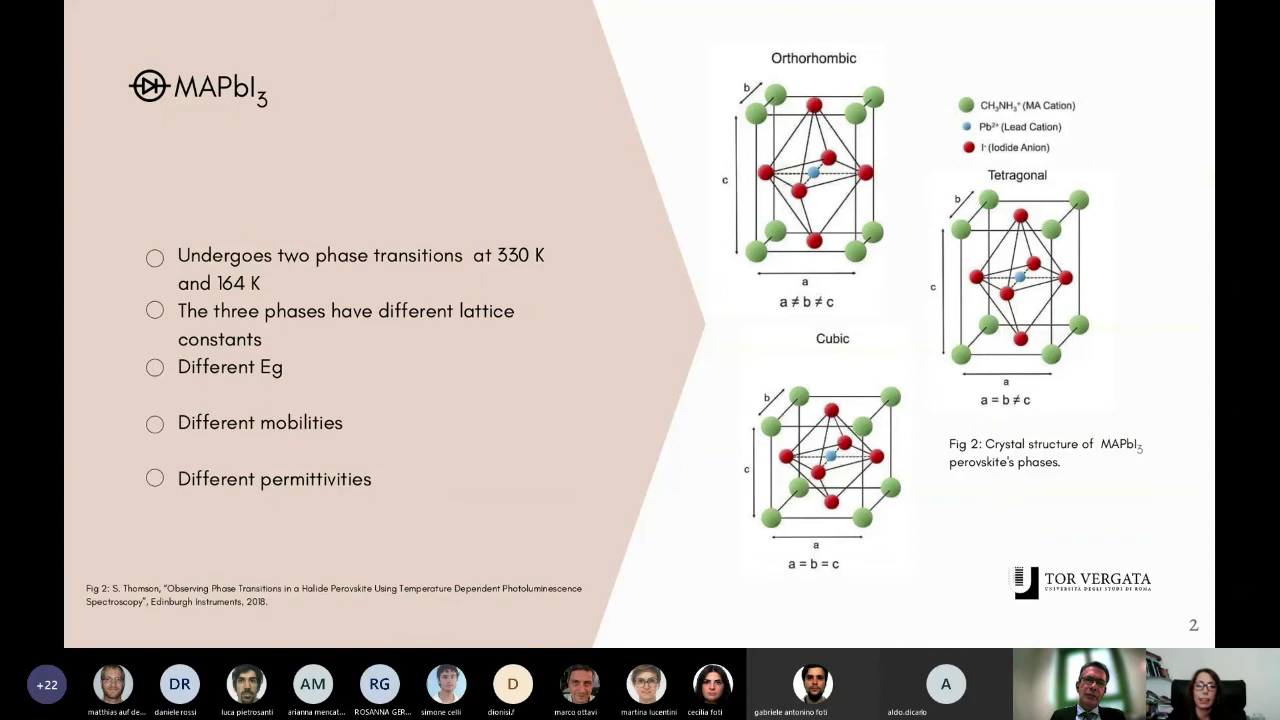 MAPbI3
Undergoes two phase transitions at 330 K
and 164 K
The three phases have different lattice
constants
Different Eg
Different mobilities
Different permittivities
Fig 2: S. Thomson, "Observing Phase Transitions in a Halide Perovskite Using Temperature Dependent Photoluminescence
Spectroscopy", Edinburgh Instruments, 2018.
Orthorhombic
b
c
a
a ≠ b ≠ c
CH3NH3+ (MA Cation)
Pb2+ (Lead Cation)
I- (Iodide Anion)
Tetragonal
b
c
a
a = b ≠ c
Cubic
b
c
a
a = b = c
Fig 2: Crystal structure of MAPbI3
perovskite's phases.
TOR VERGATA
UNIVERSITÀ DEGLI STUDI DI ROMA
2
+22
matthias auf de...
DR
daniele rossi
luca pietrosanti
AM
arianna mencat...
RG
ROSANNA GER...
simone celli
D
dionisi.f
marco ottavi
martina lucentini
cecilia foti
gabriele antonino foti
A
aldo.dicarlo